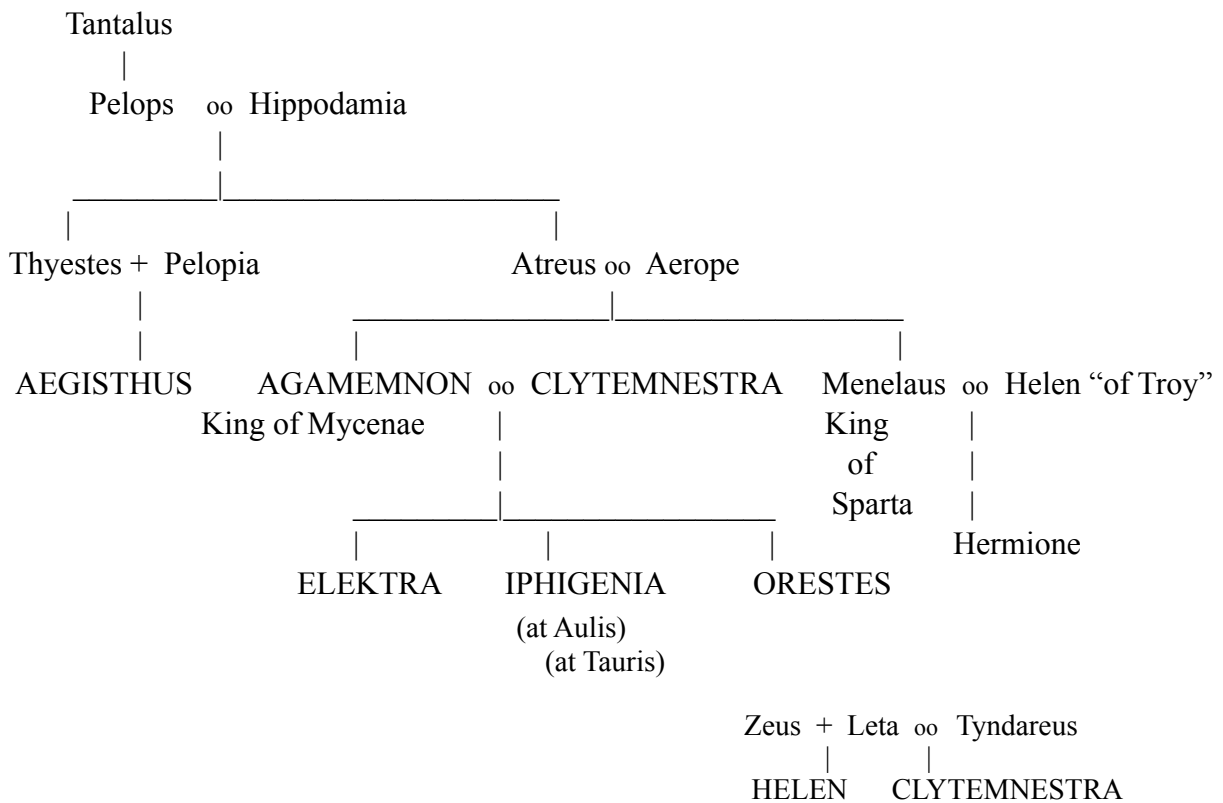 Tantalus
Pelops oo Hippodamia
Thyestes + Pelopia Atreus oo Aerope
AEGISTHUS AGAMEMNON oo CLYTEMNESTRA Menelaus oo Helen “of Troy”
King of Mycenae King
of
Sparta
Hermione
ELEKTRA IPHIGENIA ORESTES
(at Aulis)
(at Tauris)
Zeus + Leta oo Tyndareus
HELEN CLYTEMNESTRA